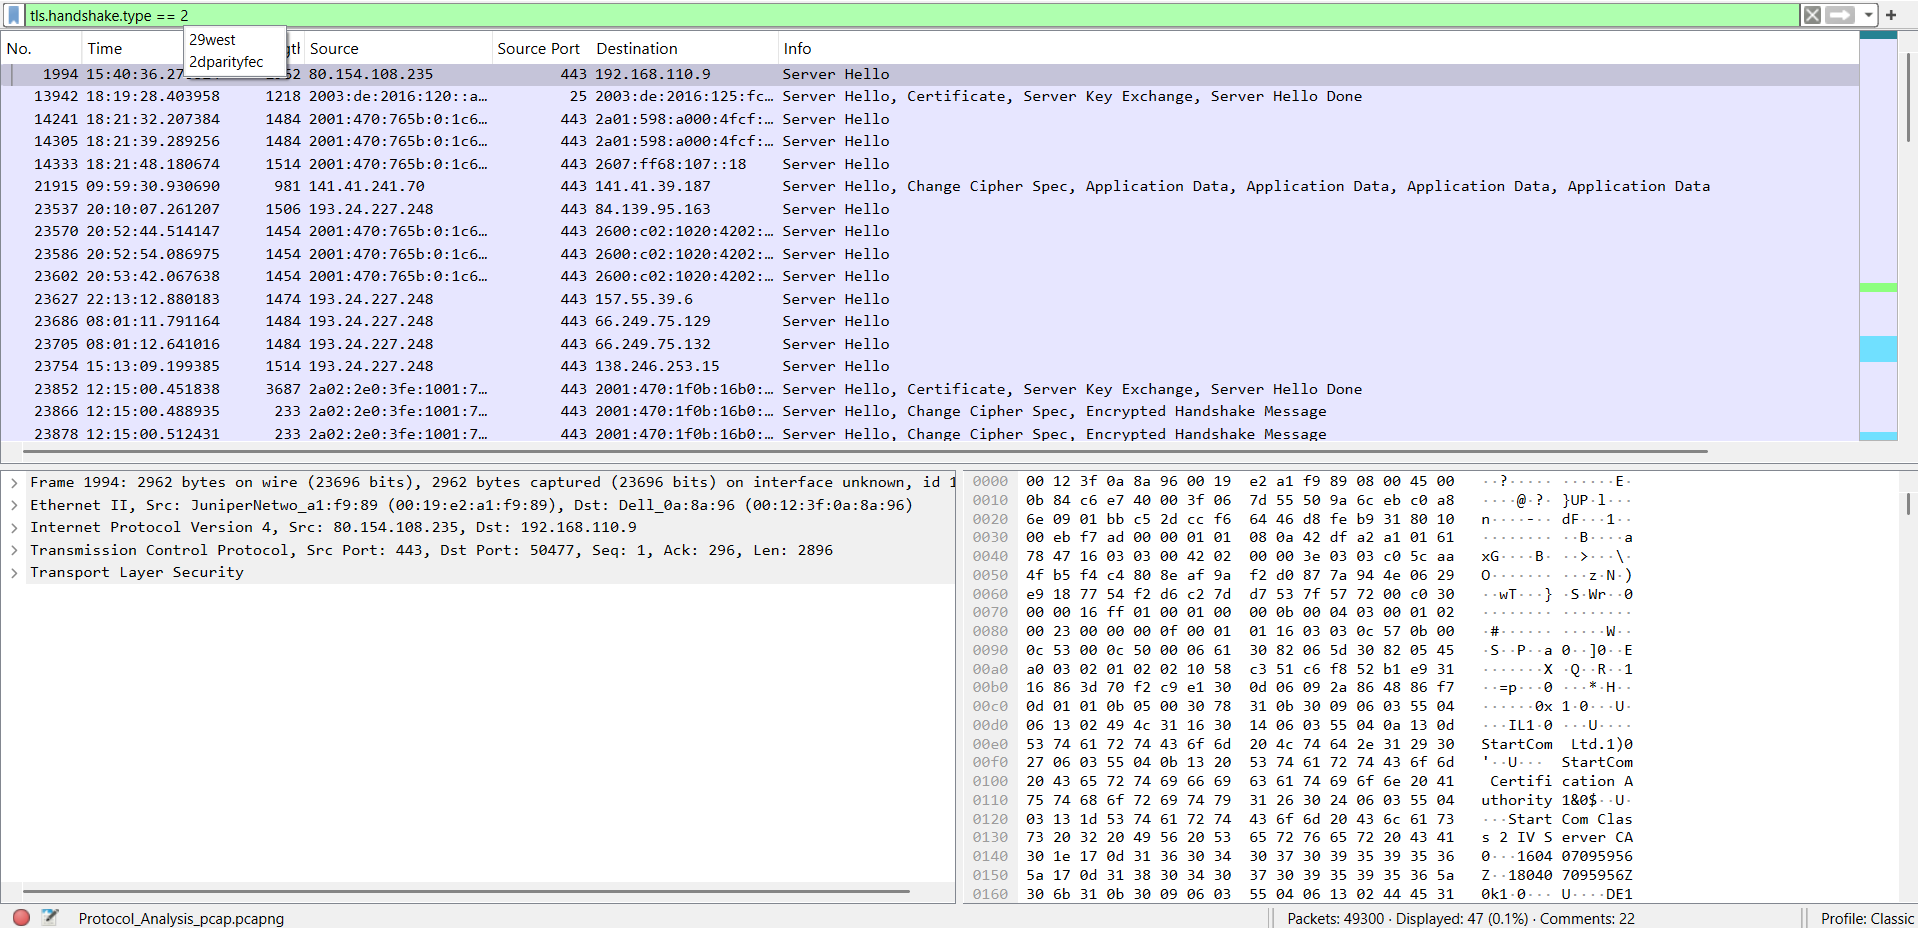 tls.handshake.type == 2
29west
2dparityfec
No. Time Source Source Port Destination Info
1994 80.154.108.235 443 192.168.110.9 Server Hello
13942 18:19:28.403958 1218 2003:de:2016:120::a… 25 2003:de:2016:125:fc… Server Hello, Certificate, Server Key Exchange, Server Hello Done
14241 18:21:32.207384 1484 2001:470:765b:0:1c6… 443 2a01:598:a000:4fcf:… Server Hello
14305 18:21:39.289256 1484 2001:470:765b:0:1c6… 443 2a01:598:a000:4fcf:… Server Hello
14333 18:21:48.180674 1514 2001:470:765b:0:1c6… 443 2607:ff68:107::18 Server Hello
21915 09:59:30.930690 981 141.41.241.70 443 141.41.39.187 Server Hello, Change Cipher Spec, Application Data, Application Data, Application Data, Application Data
23537 20:10:07.261207 1506 193.24.227.248 443 84.139.95.163 Server Hello
23570 20:52:44.514147 1454 2001:470:765b:0:1c6… 443 2600:c02:1020:4202:… Server Hello
23586 20:52:54.086975 1454 2001:470:765b:0:1c6… 443 2600:c02:1020:4202:… Server Hello
23602 20:53:42.067638 1454 2001:470:765b:0:1c6… 443 2600:c02:1020:4202:… Server Hello
23627 22:13:12.880183 1474 193.24.227.248 443 157.55.39.6 Server Hello
23686 08:01:11.791164 1484 193.24.227.248 443 66.249.75.129 Server Hello
23705 08:01:12.641016 1484 193.24.227.248 443 66.249.75.132 Server Hello
23754 15:13:09.199385 1514 193.24.227.248 443 138.246.253.15 Server Hello
23852 12:15:00.451838 3687 2a02:2e0:3fe:1001:7… 443 2001:470:1f0b:16b0:… Server Hello, Certificate, Server Key Exchange, Server Hello Done
23866 12:15:00.488935 233 2a02:2e0:3fe:1001:7… 443 2001:470:1f0b:16b0:… Server Hello, Change Cipher Spec, Encrypted Handshake Message
23878 12:15:00.512431 233 2a02:2e0:3fe:1001:7… 443 2001:470:1f0b:16b0:… Server Hello, Change Cipher Spec, Encrypted Handshake Message
Frame 1994: 2962 bytes on wire (23696 bits), 2962 bytes captured (23696 bits) on interface unknown, id 1
Ethernet II, Src: JuniperNetwo_a1:f9:89 (00:19:e2:a1:f9:89), Dst: Dell_0a:8a:96 (00:12:3f:0a:8a:96)
Internet Protocol Version 4, Src: 80.154.108.235, Dst: 192.168.110.9
Transmission Control Protocol, Src Port: 443, Dst Port: 50477, Seq: 1, Ack: 296, Len: 2896
Transport Layer Security
0000 00 12 3f 0a 8a 96 00 19 e2 a1 f9 89 08 00 45 00 ··?····· ······E·
0010 0b 84 c6 e7 40 00 3f 06 7d 55 50 9a 6c eb c0 a8 ····@·?· }UP·l···
0020 6e 09 01 bb c5 2d cc f6 64 46 d8 fe b9 31 80 10 n····-·· dF···1··
0030 00 eb f7 ad 00 00 01 01 08 0a 42 df a2 a1 01 61 ········ ··B····a
0040 78 47 16 03 03 00 42 02 00 00 3e 03 03 c0 5c aa xG····B· ··>···\·
0050 4f b5 f4 c4 80 8e af 9a f2 d0 87 7a 94 4e 06 29 O······· ···z·N·)
0060 e9 18 77 54 f2 d6 c2 7d d7 53 7f 57 72 00 c0 30 ··wT···} ·S·Wr··0
0070 00 00 16 ff 01 00 01 00 00 0b 00 04 03 00 01 02 ········ ········
0080 00 23 00 00 00 0f 00 01 01 16 03 03 0c 57 0b 00 ·#······ ·····W··
0090 0c 53 00 0c 50 00 06 61 30 82 06 5d 30 82 05 45 ·S··P··a 0··]0··E
00a0 a0 03 02 01 02 02 10 58 c3 51 c6 f8 52 b1 e9 31 ·······X ·Q··R··1
00b0 16 86 3d 70 f2 c9 e1 30 0d 06 09 2a 86 48 86 f7 ··=p···0 ···*·H··
00c0 0d 01 01 0b 05 00 30 78 31 0b 30 09 06 03 55 04 ······0x 1·0···U·
00d0 06 13 02 49 4c 31 16 30 14 06 03 55 04 0a 13 0d ···IL1·0 ···U····
00e0 53 74 61 72 74 43 6f 6d 20 4c 74 64 2e 31 29 30 StartCom Ltd.1)0
00f0 27 06 03 55 04 0b 13 20 53 74 61 72 74 43 6f 6d '··U··· StartCom
0100 20 43 65 72 74 69 66 69 63 61 74 69 6f 6e 20 41 Certifi cation A
0110 75 74 68 6f 72 69 74 79 31 26 30 24 06 03 55 04 uthority 1&0$··U·
0120 03 13 1d 53 74 61 72 74 43 6f 6d 20 43 6c 61 73 ···Start Com Clas
0130 73 20 32 20 49 56 20 53 65 72 76 65 72 20 43 41 s 2 IV S erver CA
0140 30 1e 17 0d 31 36 30 34 30 37 30 39 35 39 35 36 0···1604 07095956
0150 5a 17 0d 31 38 30 34 30 37 30 39 35 39 35 36 5a Z··18040 7095956Z
0160 30 6b 31 0b 30 09 06 03 55 04 06 13 02 44 45 31 0k1·0··· U····DE1
Protocol_Analysis_pcap.pcapng Packets: 49300 · Displayed: 47 (0.1%) · Comments: 22 Profile: Classic